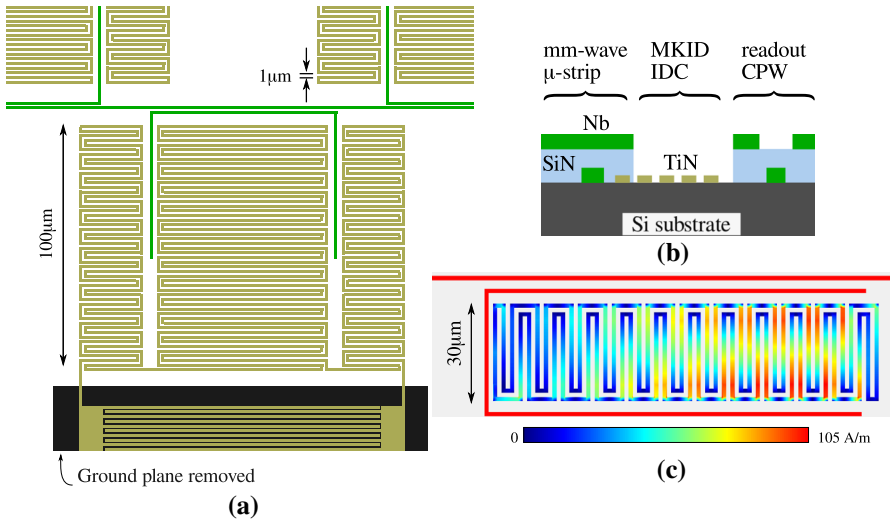 1μm
100μm
Ground plane removed
(a)
mm-wave
μ-strip
MKID
IDC
readout
CPW
Nb
SiN
TiN
Si substrate
(b)
30μm
0
105 A/m
(c)